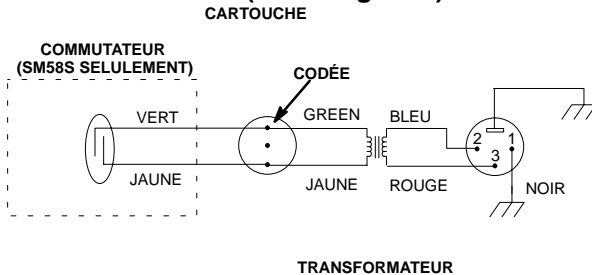 CARTOUCHE
COMMUTATEUR
(SM58S SELULEMENT)
CODÉE
VERT
GREEN
BLEU
2
1
3
JAUNE
JAUNE
ROUGE
NOIR
TRANSFORMATEUR